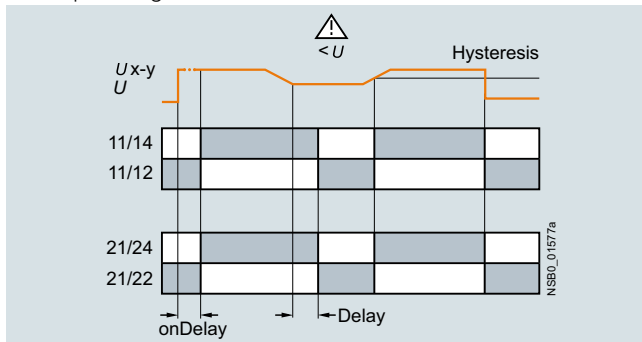 < U
Hysteresis
U x-y
U
11/14
11/12
21/24
21/22
onDelay
Delay
NSB0_01577a